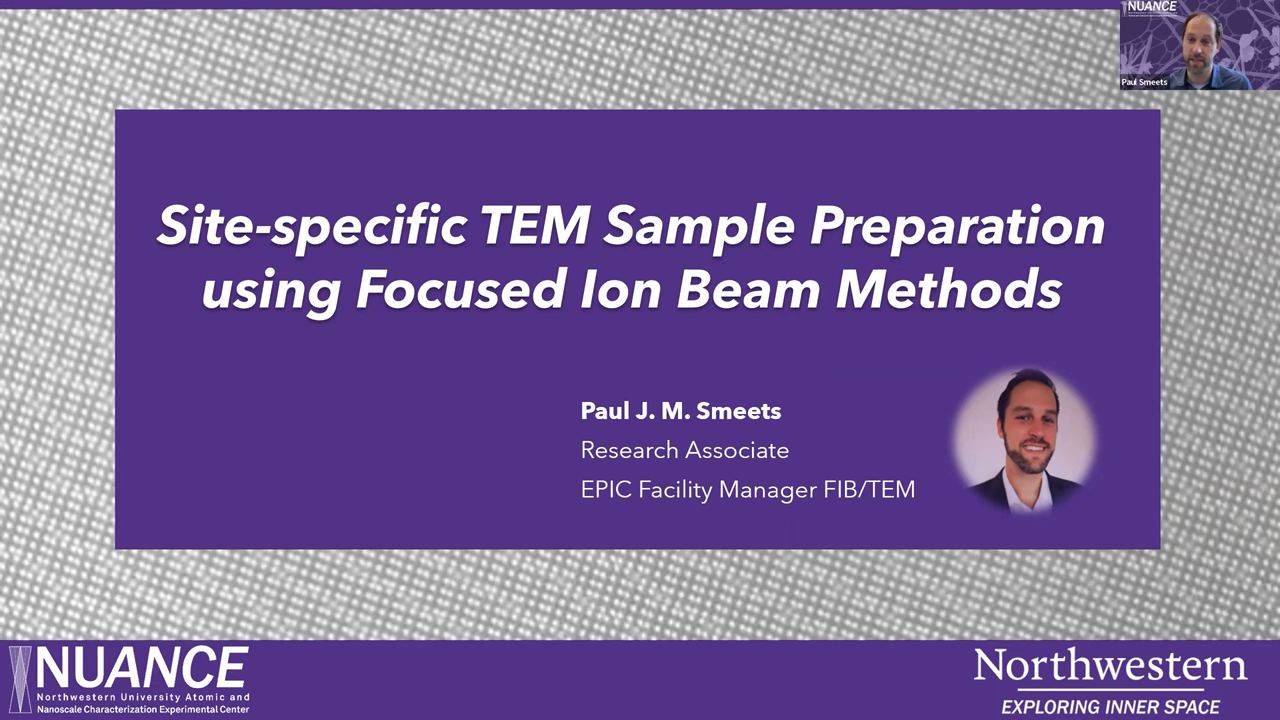 NUANCE
Paul Smeets
Site-specific TEM Sample Preparation
using Focused Ion Beam Methods
Paul J. M. Smeets
Research Associate
EPIC Facility Manager FIB/TEM
NUANCE
Northwestern University Atomic and
Nanoscale Characterization Experimental Center
Northwestern
EXPLORING INNER SPACE